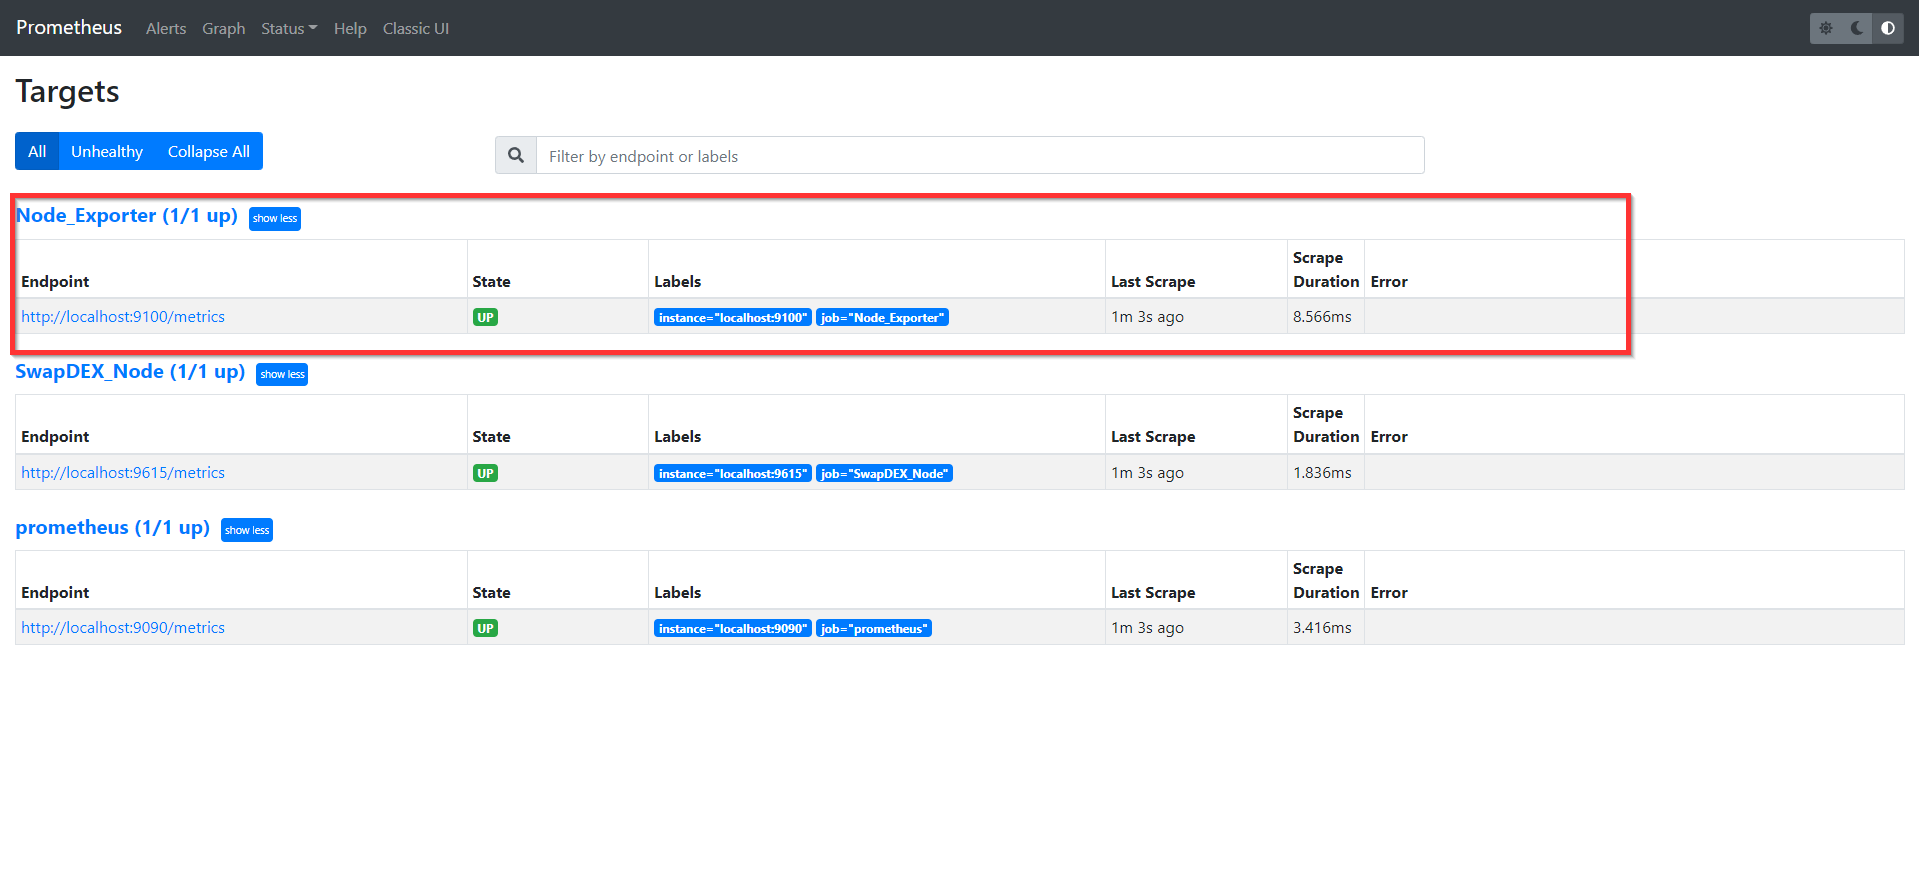 Prometheus Alerts Graph Status Help Classic UI
Targets
All Unhealthy Collapse All
Filter by endpoint or labels
Node_Exporter (1/1 up) show less
Endpoint State Labels Last Scrape Scrape Duration Error
http://localhost:9100/metrics UP instance="localhost:9100" job="Node_Exporter" 1m 3s ago 8.566ms
SwapDEX_Node (1/1 up) show less
Endpoint State Labels Last Scrape Scrape Duration Error
http://localhost:9615/metrics UP instance="localhost:9615" job="SwapDEX_Node" 1m 3s ago 1.836ms
prometheus (1/1 up) show less
Endpoint State Labels Last Scrape Scrape Duration Error
http://localhost:9090/metrics UP instance="localhost:9090" job="prometheus" 1m 3s ago 3.416ms